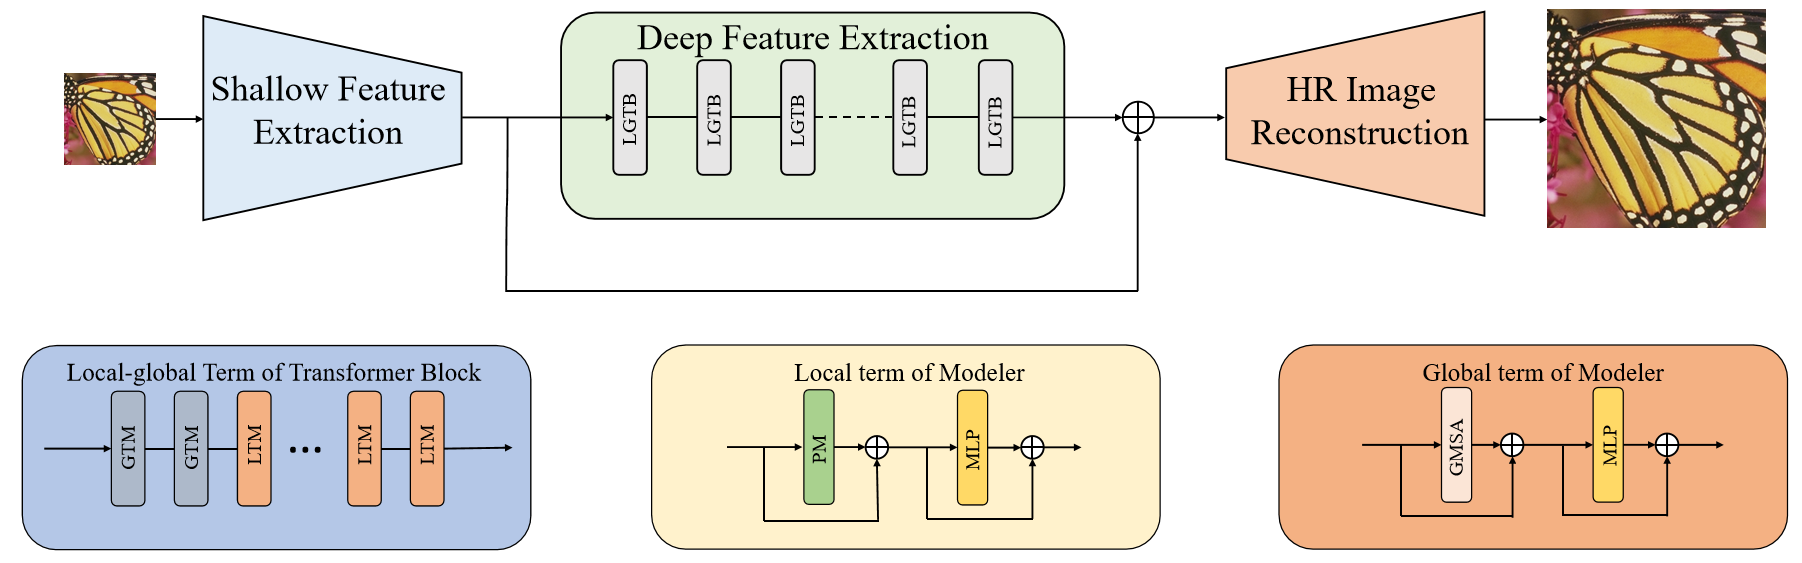 Shallow Feature
Extraction
Deep Feature Extraction
LGTB
LGTB
LGTB
LGTB
LGTB
HR Image
Reconstruction
Local-global Term of Transformer Block
GTM
GTM
LTM
LTM
LTM
Local term of Modeler
PM
MLP
Global term of Modeler
GMSA
MLP